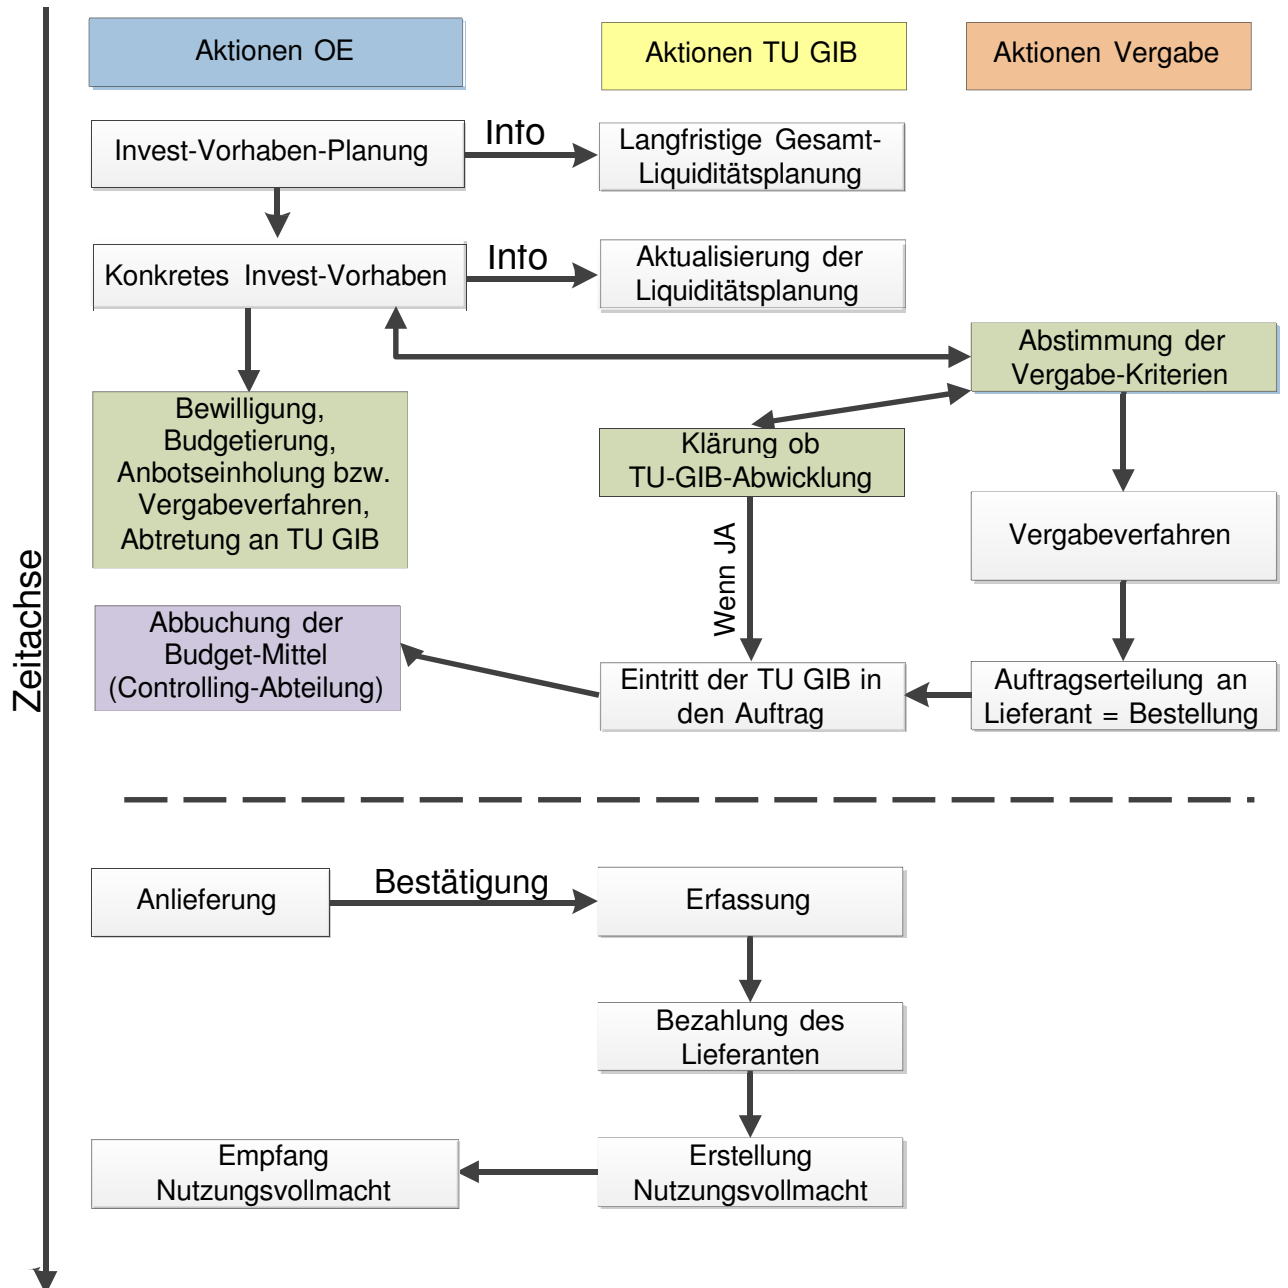 Aktionen OE
Aktionen TU GIB
Aktionen Vergabe
Invest-Vorhaben-Planung
Info
Langfristige Gesamt-
Liquiditätsplanung
Konkretes Invest-Vorhaben
Info
Aktualisierung der
Liquiditätsplanung
Abstimmung der
Vergabe-Kriterien
Bewilligung,
Budgetierung,
Anbotseinholung bzw.
Vergabeverfahren,
Abtretung an TU GIB
Klärung ob
TU-GIB-Abwicklung
Wenn JA
Vergabeverfahren
Zeitachse
Abbuchung der
Budget-Mittel
(Controlling-Abteilung)
Eintritt der TU GIB in
den Auftrag
Auftragserteilung an
Lieferant = Bestellung
Anlieferung
Bestätigung
Erfassung
Bezahlung des
Lieferanten
Empfang
Nutzungsvollmacht
Erstellung
Nutzungsvollmacht